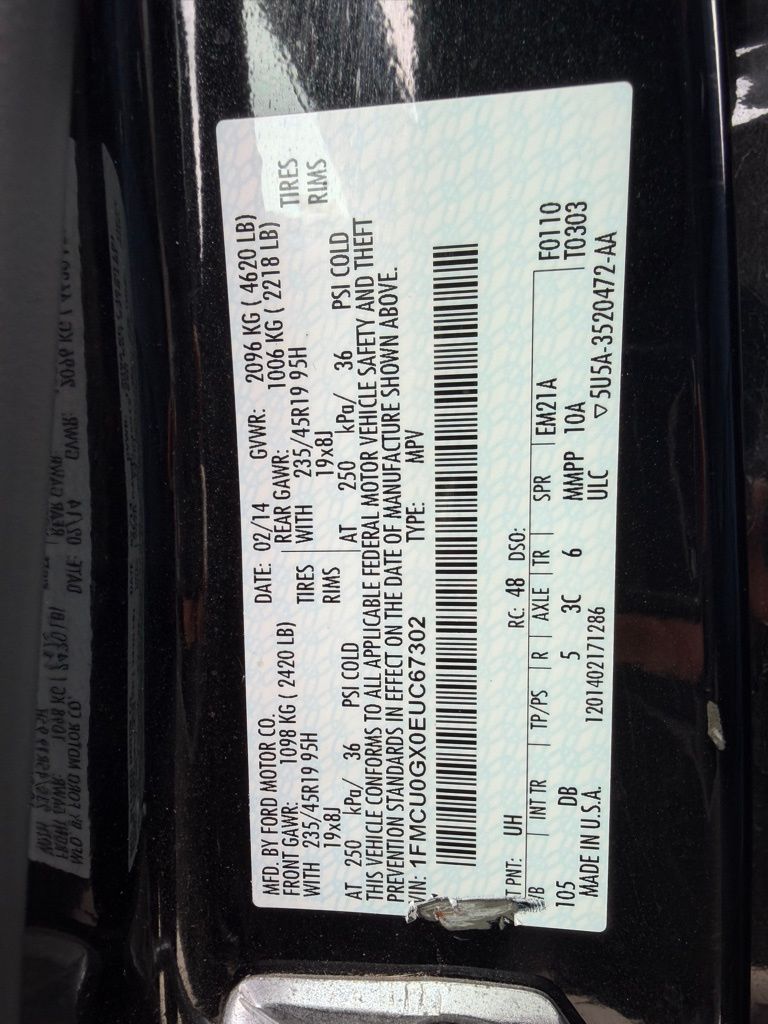 MFD. BY FORD MOTOR CO. DATE: 02/14 GVWR: 2096 KG ( 4620 LB)
FRONT GAWR: 1098 KG ( 2420 LB) REAR GAWR: 1006 KG ( 2218 LB)
WITH 235/45R19 95H TIRES WITH 235/45R19 95H TIRES
19x8J RIMS 19x8J RIMS
AT 250 kPa/ 36 PSI COLD AT 250 kPa/ 36 PSI COLD
THIS VEHICLE CONFORMS TO ALL APPLICABLE FEDERAL MOTOR VEHICLE SAFETY AND THEFT
PREVENTION STANDARDS IN EFFECT ON THE DATE OF MANUFACTURE SHOWN ABOVE.
VIN: 1FMCU0GX0EUC67302 TYPE: MPV
T PNT: UH RC: 48 DSO: F0110
/B INT TR TP/PS R AXLE TR SPR EM21A T0303
105 DB 5 3C 6 MMPP 10A
MADE IN U.S.A. 1201402171286 ULC ▽5U5A-3520472-AA